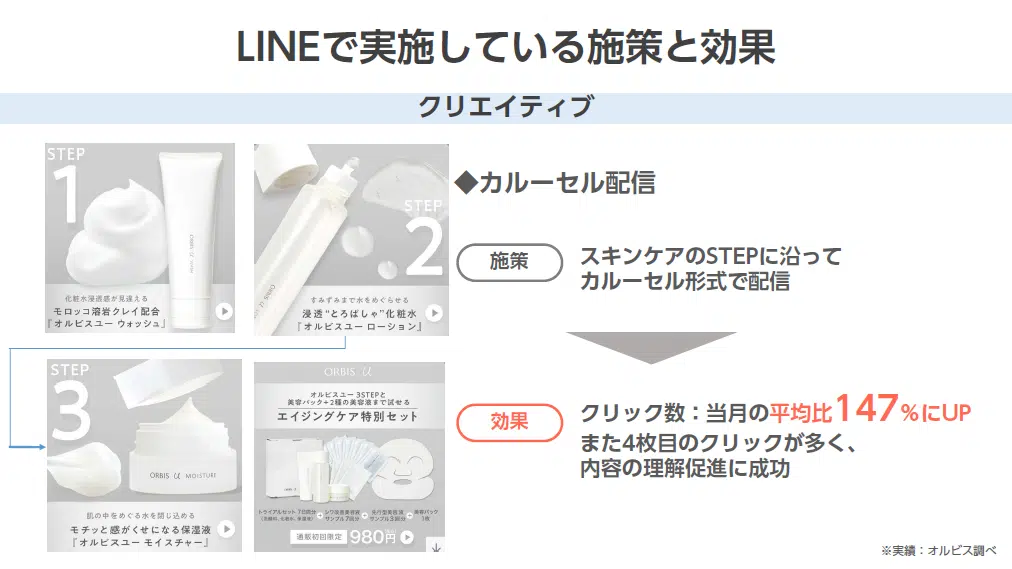 LINEで実施している施策と効果
クリエイティブ
STEP
1
化粧水浸透感が見違える
モロッコ溶岩クレイ配合
『オルビスユー ウォッシュ』
STEP
2
すみずみまで水をめぐらせる
浸透“とろぱしゃ”化粧水
『オルビスユー ローション』
STEP
3
ORBIS u MOISTURE
肌の中をめぐる水を閉じ込める
モチッと感がくせになる保湿液
『オルビスユー モイスチャー』
ORBIS u
オルビスユー 3STEPと
美容パック+2種の美容液まで試せる
エイジングケア特別セット
トライアルセット 7日間分
シワ改善美容液
サンプル7回分
先行型美容液
サンプル3回分
美容パック
1枚
通販初回限定 980円
◆カルーセル配信
施策
スキンケアのSTEPに沿って
カルーセル形式で配信
効果
クリック数：当月の平均比147%にUP
また4枚目のクリックが多く、
内容の理解促進に成功
※実績：オルビス調べ